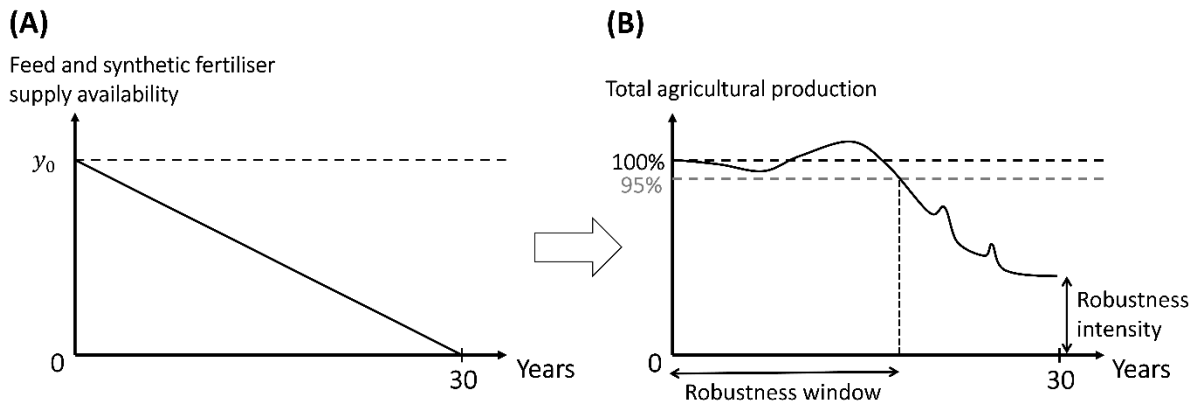 (A)
Feed and synthetic fertiliser
supply availability
y₀
0
30
Years
(B)
Total agricultural production
100%
95%
0
Robustness
intensity
30
Years
Robustness window